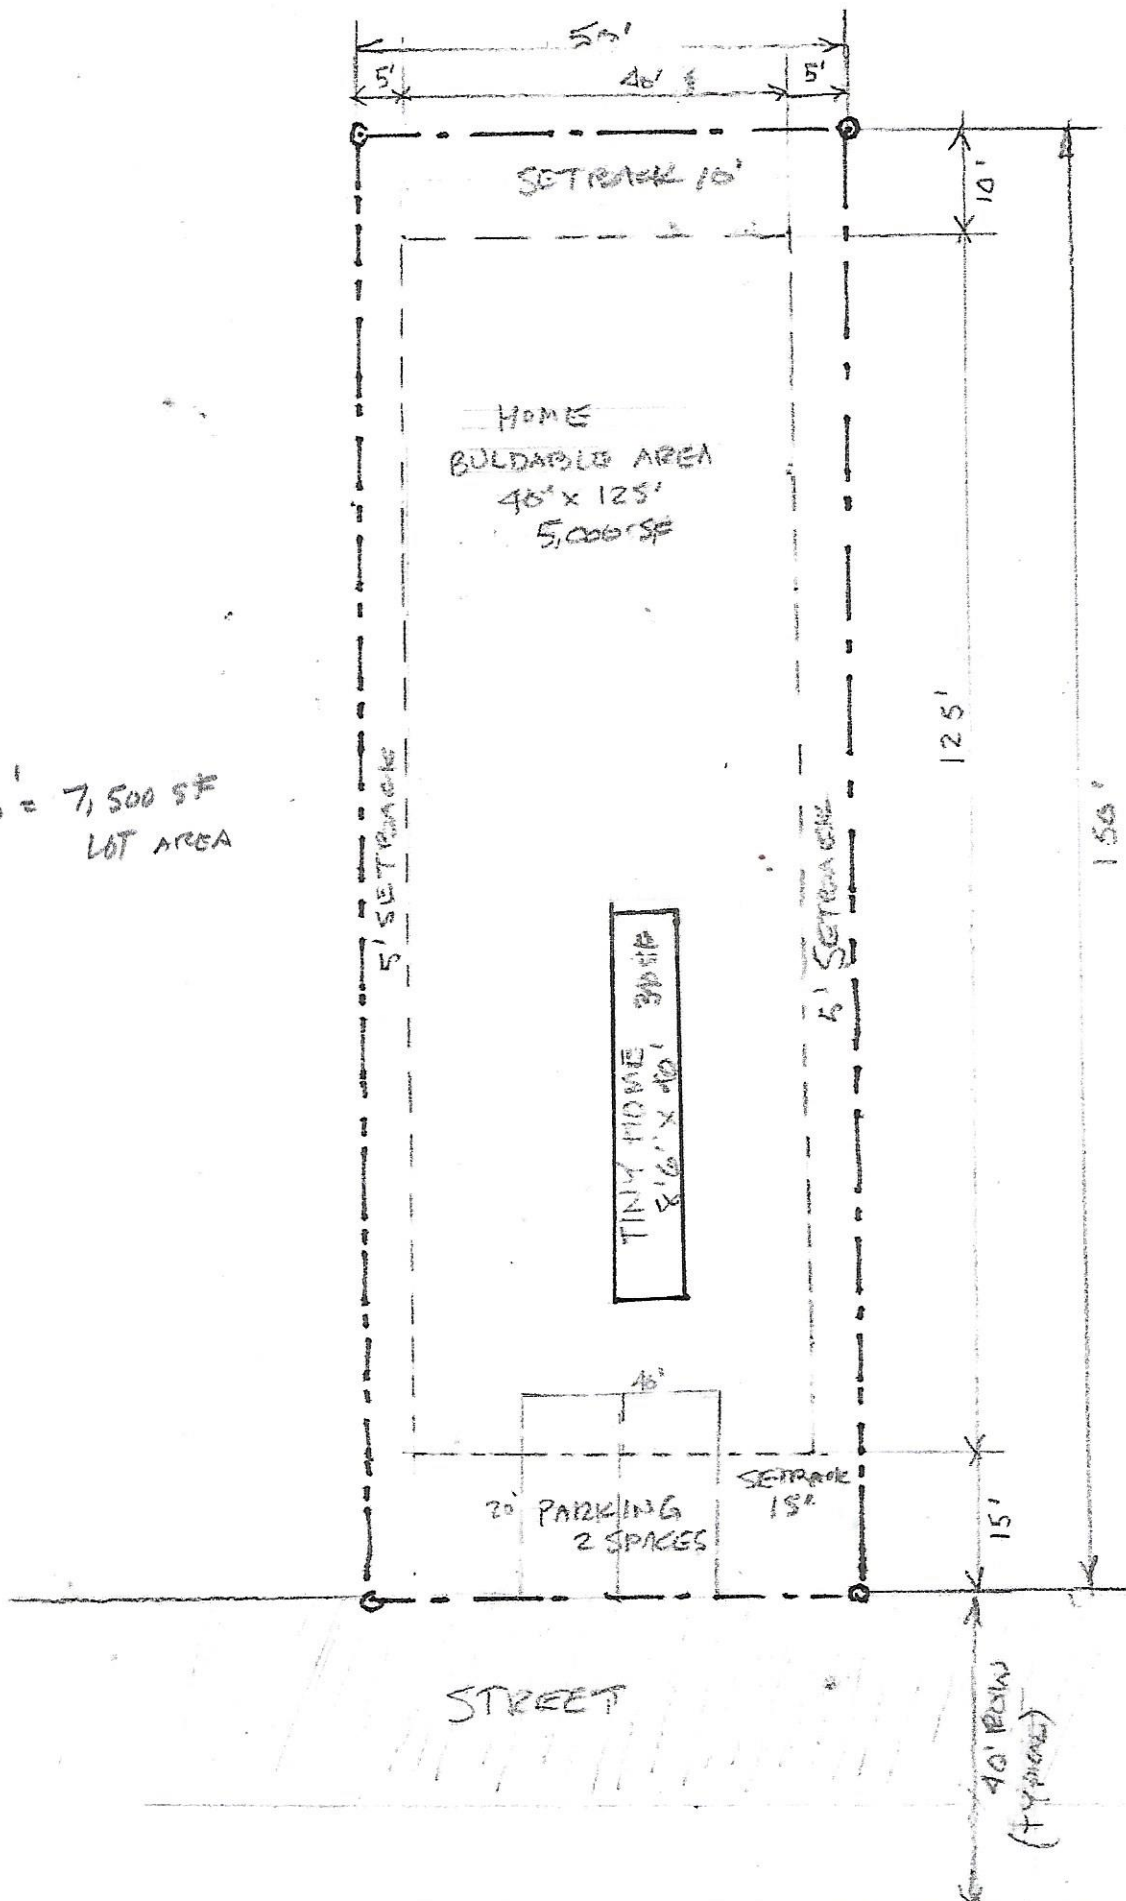 50'
5'
40'
5'
SETBACK 10'
10'
HOME
BULDABLE AREA
40' x 125'
5,000 SF
125'
150'
' = 7,500 SF
LOT AREA
5' SETBACK
5' SETBACK
TINY HOME
8'6" x 40'
40'
20' PARKING
2 SPACES
SETBACK
15'
15'
STREET
40' ROW
(TYPICAL)